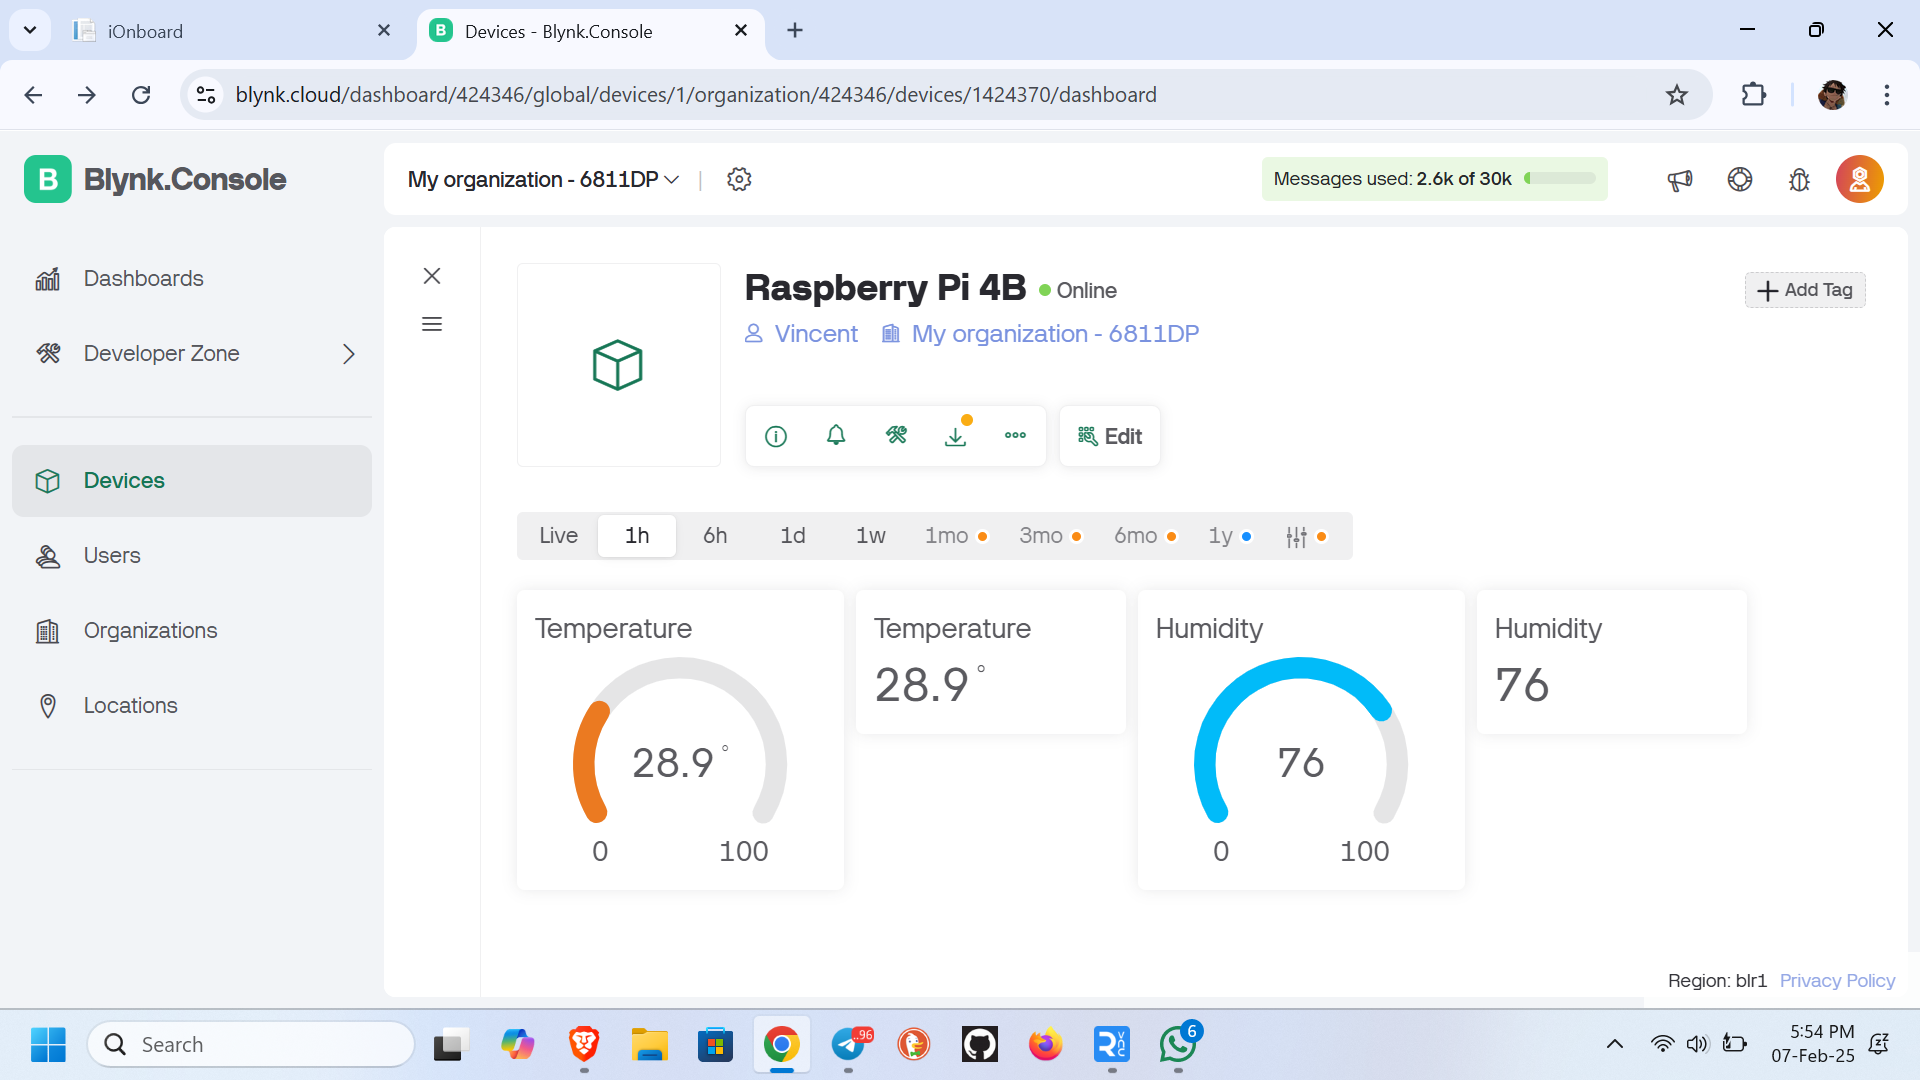 iOnboard
Devices - Blynk.Console
blynk.cloud/dashboard/424346/global/devices/1/organization/424346/devices/1424370/dashboard
B Blynk.Console
My organization - 6811DP
Messages used: 2.6k of 30k
Dashboards
Developer Zone
Devices
Users
Organizations
Locations
Raspberry Pi 4B Online
Add Tag
Vincent My organization - 6811DP
Edit
Live 1h 6h 1d 1w 1mo 3mo 6mo 1y
Temperature
28.9°
0 100
Temperature
28.9°
Humidity
76
0 100
Humidity
76
Region: blr1 Privacy Policy
Search
..96
6
5:54 PM
07-Feb-25